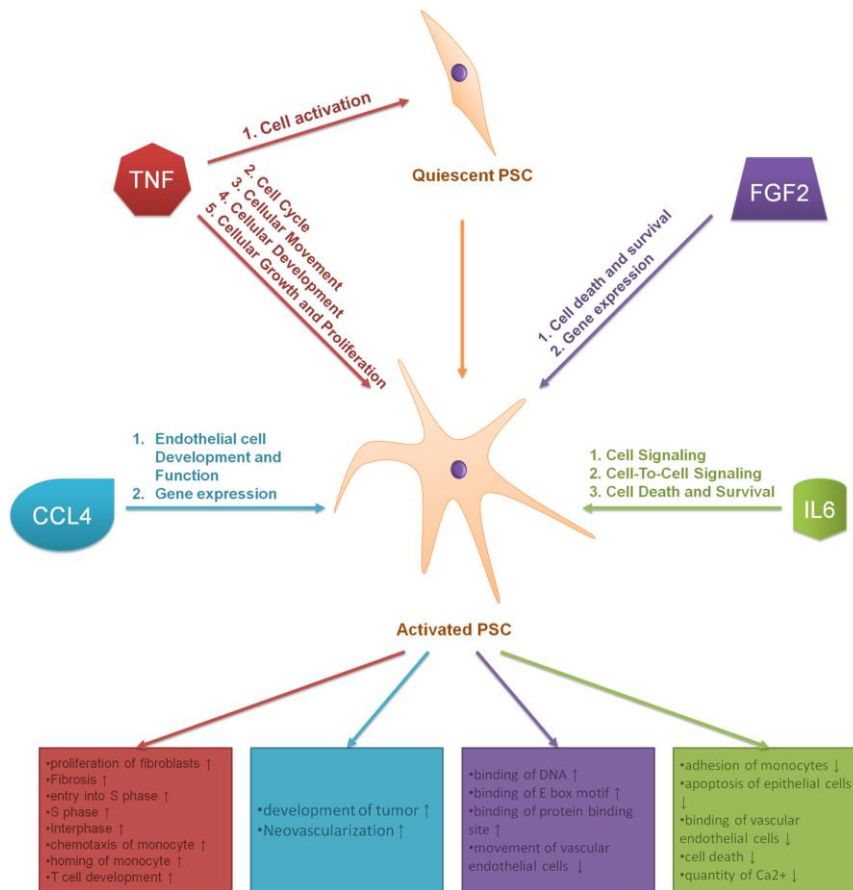 1. Cell activation
TNF
Quiescent PSC
FGF2
2. Cell Cycle
3. Cellular Movement
4. Cellular Development
5. Cellular Growth and Proliferation
1. Cell death and survival
2. Gene expression
1. Endothelial cell
Development and
Function
2. Gene expression
CCL4
1. Cell Signaling
2. Cell-To-Cell Signaling
3. Cell Death and Survival
IL6
Activated PSC
•proliferation of fibroblasts ↑
•Fibrosis ↑
•entry into S phase ↑
•S phase ↑
•Interphase ↑
•chemotaxis of monocyte ↑
•homing of monocyte ↑
•T cell development ↑
•development of tumor ↑
•Neovascularization ↑
•binding of DNA ↑
•binding of E box motif ↑
•binding of protein binding
site ↑
•movement of vascular
endothelial cells ↓
•adhesion of monocytes ↓
•apoptosis of epithelial cells
↓
•binding of vascular
endothelial cells ↓
•cell death ↓
•quantity of Ca2+ ↓